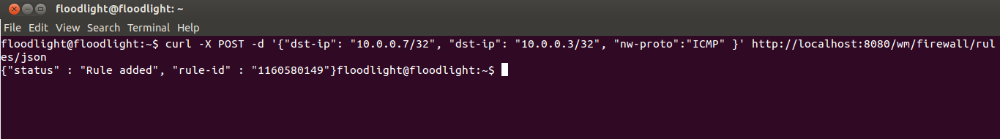 floodlight@floodlight: ~
File Edit View Search Terminal Help
floodlight@floodlight:~$ curl -X POST -d '{"dst-ip": "10.0.0.7/32", "dst-ip": "10.0.0.3/32", "nw-proto":"ICMP" }' http://localhost:8080/wm/firewall/rul
es/json
{"status" : "Rule added", "rule-id" : "1160580149"}floodlight@floodlight:~$